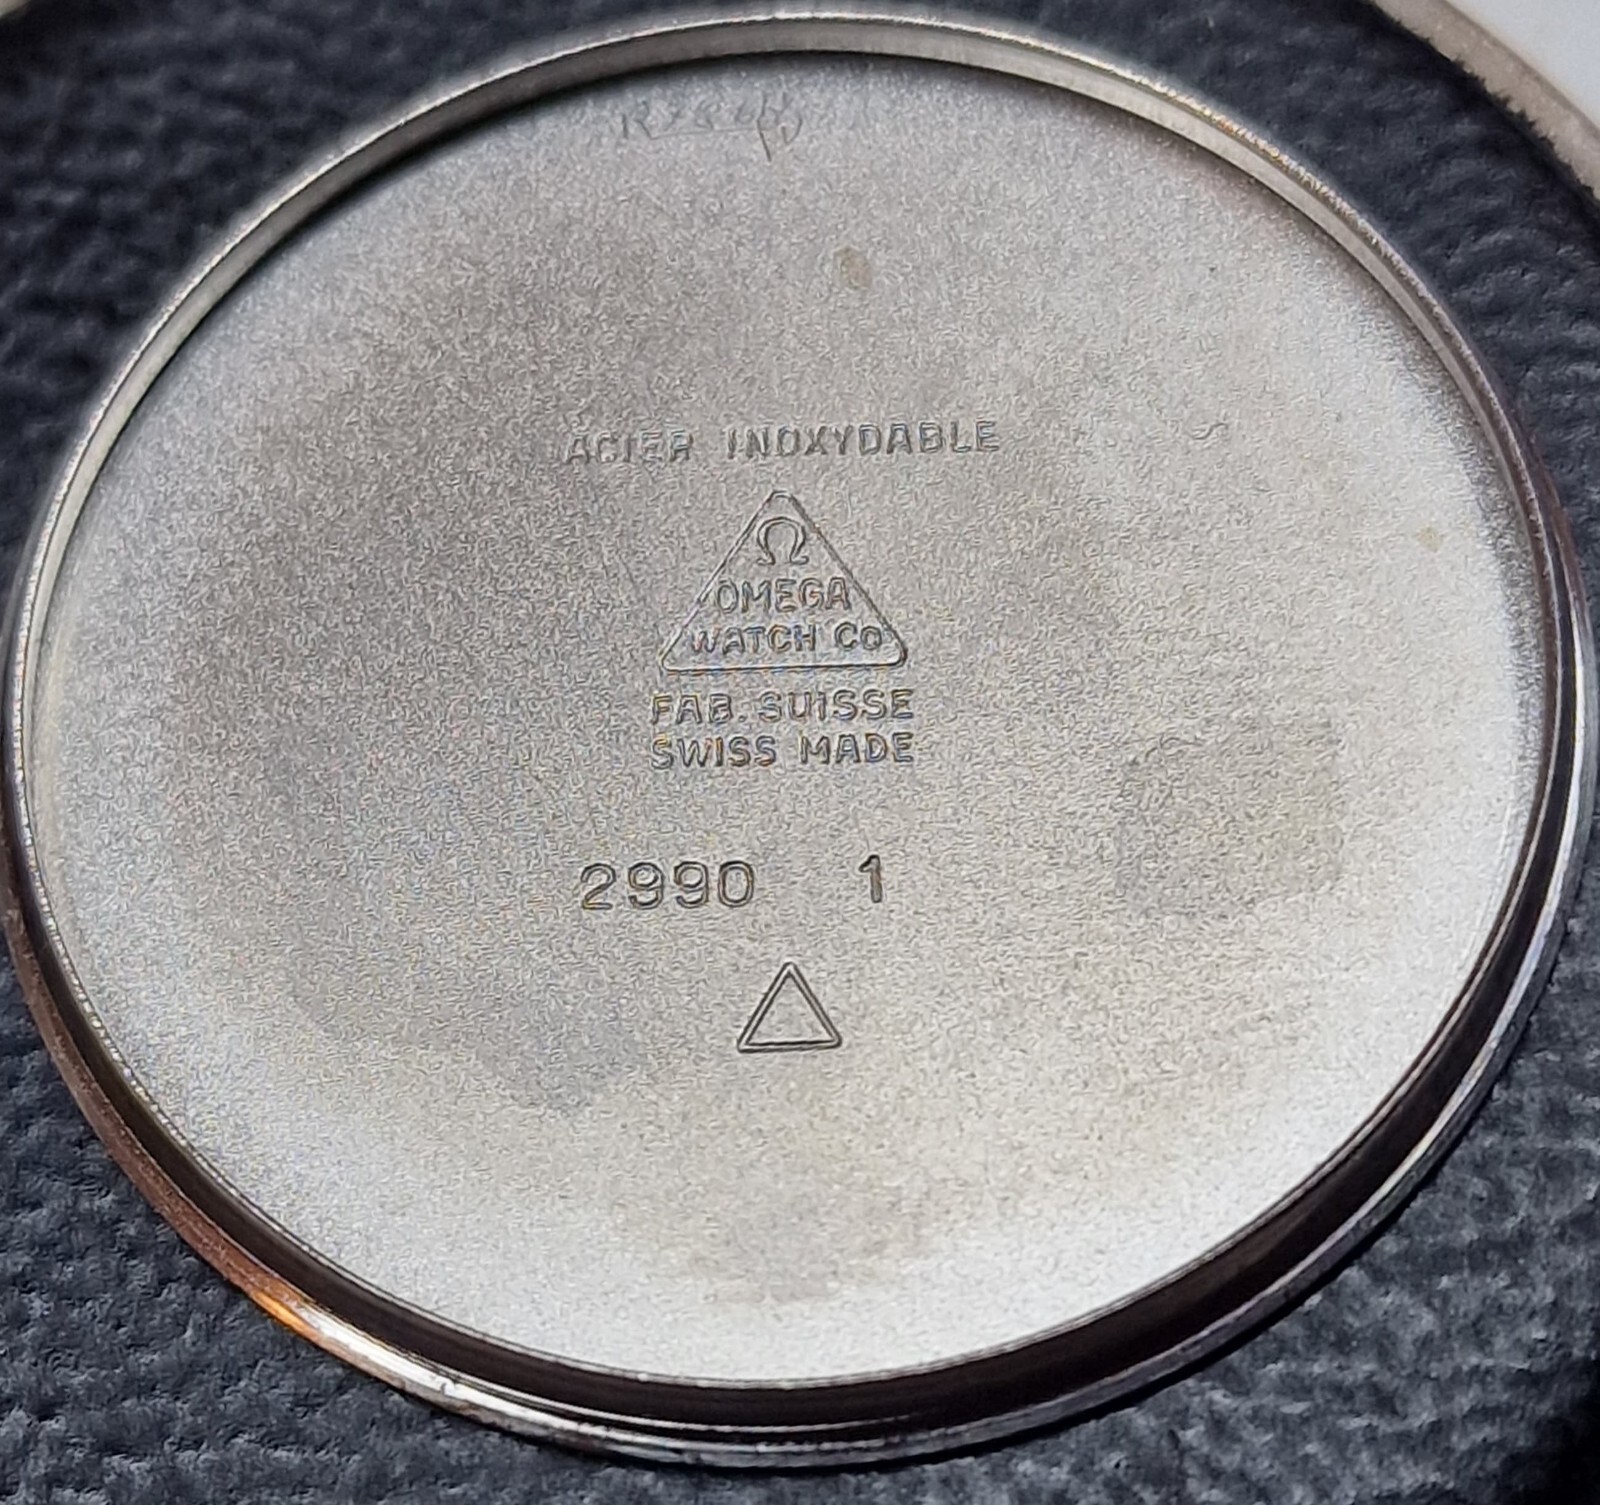 ACIER INOXYDABLE
Ω
OMEGA
WATCH Co
FAB. SUISSE
SWISS MADE
2990 1